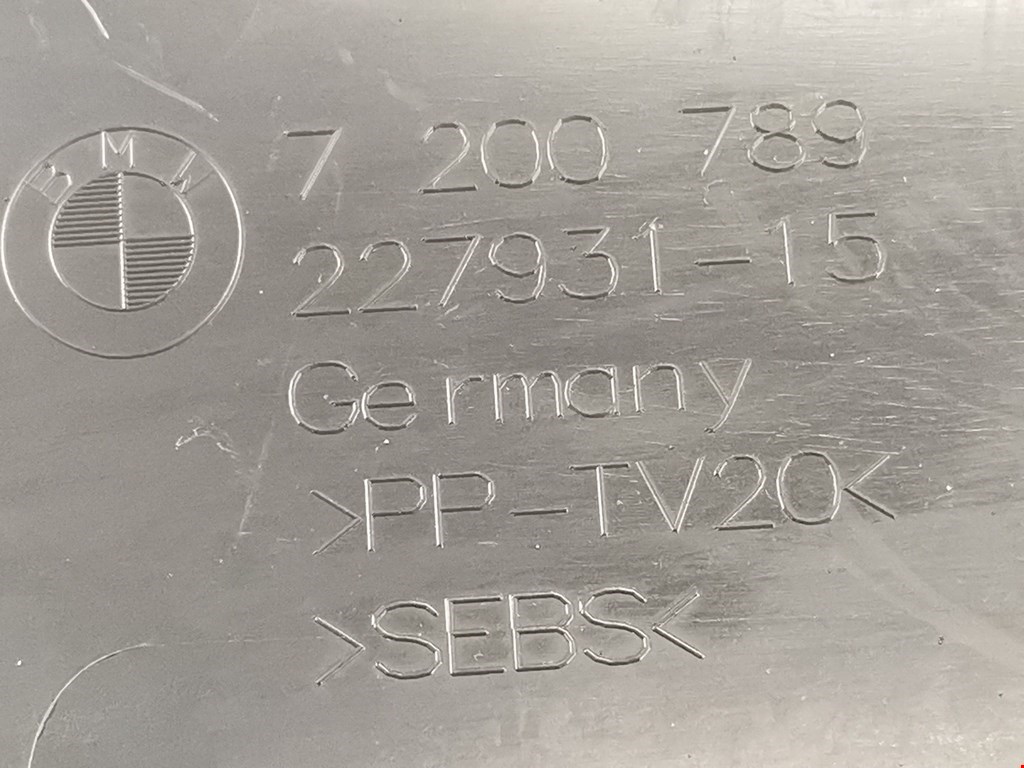 BMW
7 200 789
227931-15
Germany
>PP-TV20<
>SEBS<